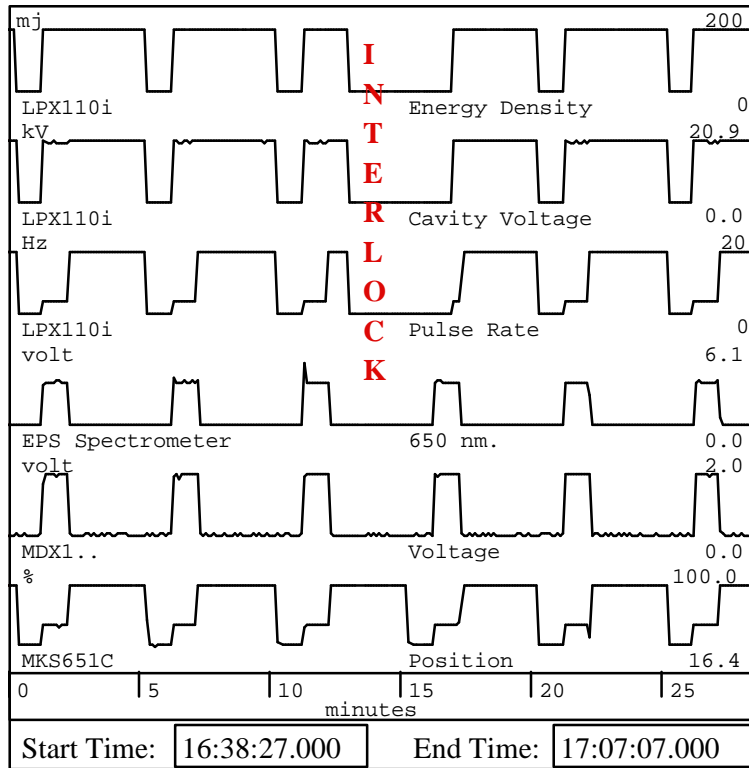 mj 200
LPX110i Energy Density 0
kV 20.9
LPX110i Cavity Voltage 0.0
Hz 20
LPX110i Pulse Rate 0
volt 6.1
EPS Spectrometer 650 nm. 0.0
volt 2.0
MDX1.. Voltage 0.0
% 100.0
MKS651C Position 16.4
INTERLOCK
0 5 10 15 20 25
minutes
Start Time: 16:38:27.000 End Time: 17:07:07.000